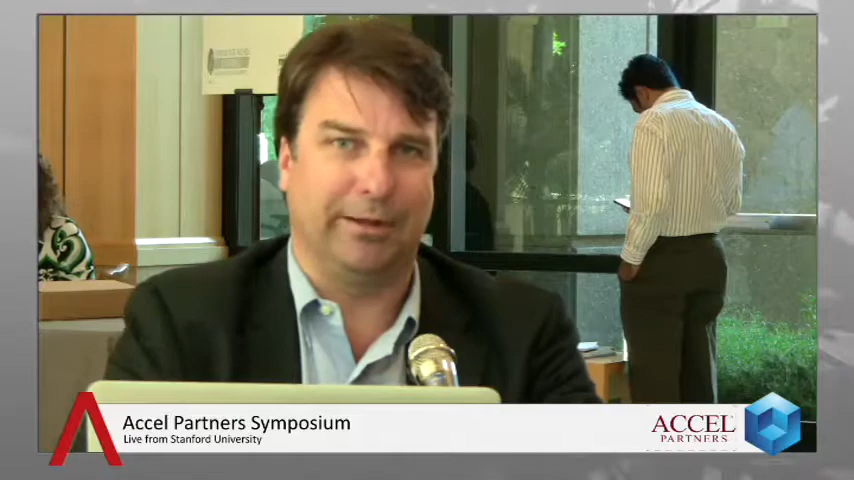 Accel Partners Symposium
Live from Stanford University
ACCEL
PARTNERS